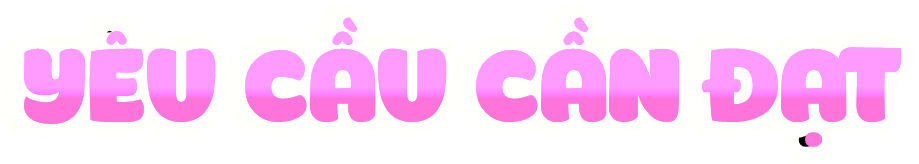 YÊU CẦU CẦN ĐẠT